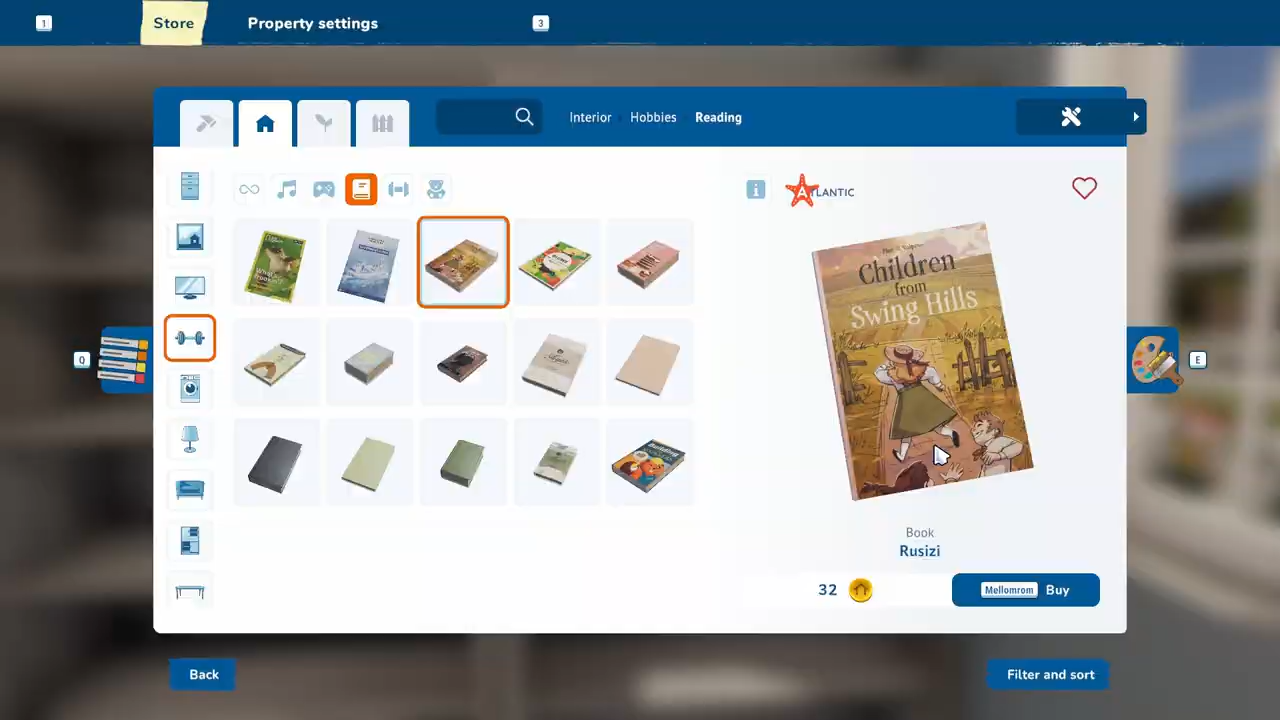 1
Store
Property settings
3
Interior
Hobbies
Reading
ATLANTIC
Children
from
Swing Hills
Q
E
Book
Rusizi
32
Mellomrom
Buy
Back
Filter and sort